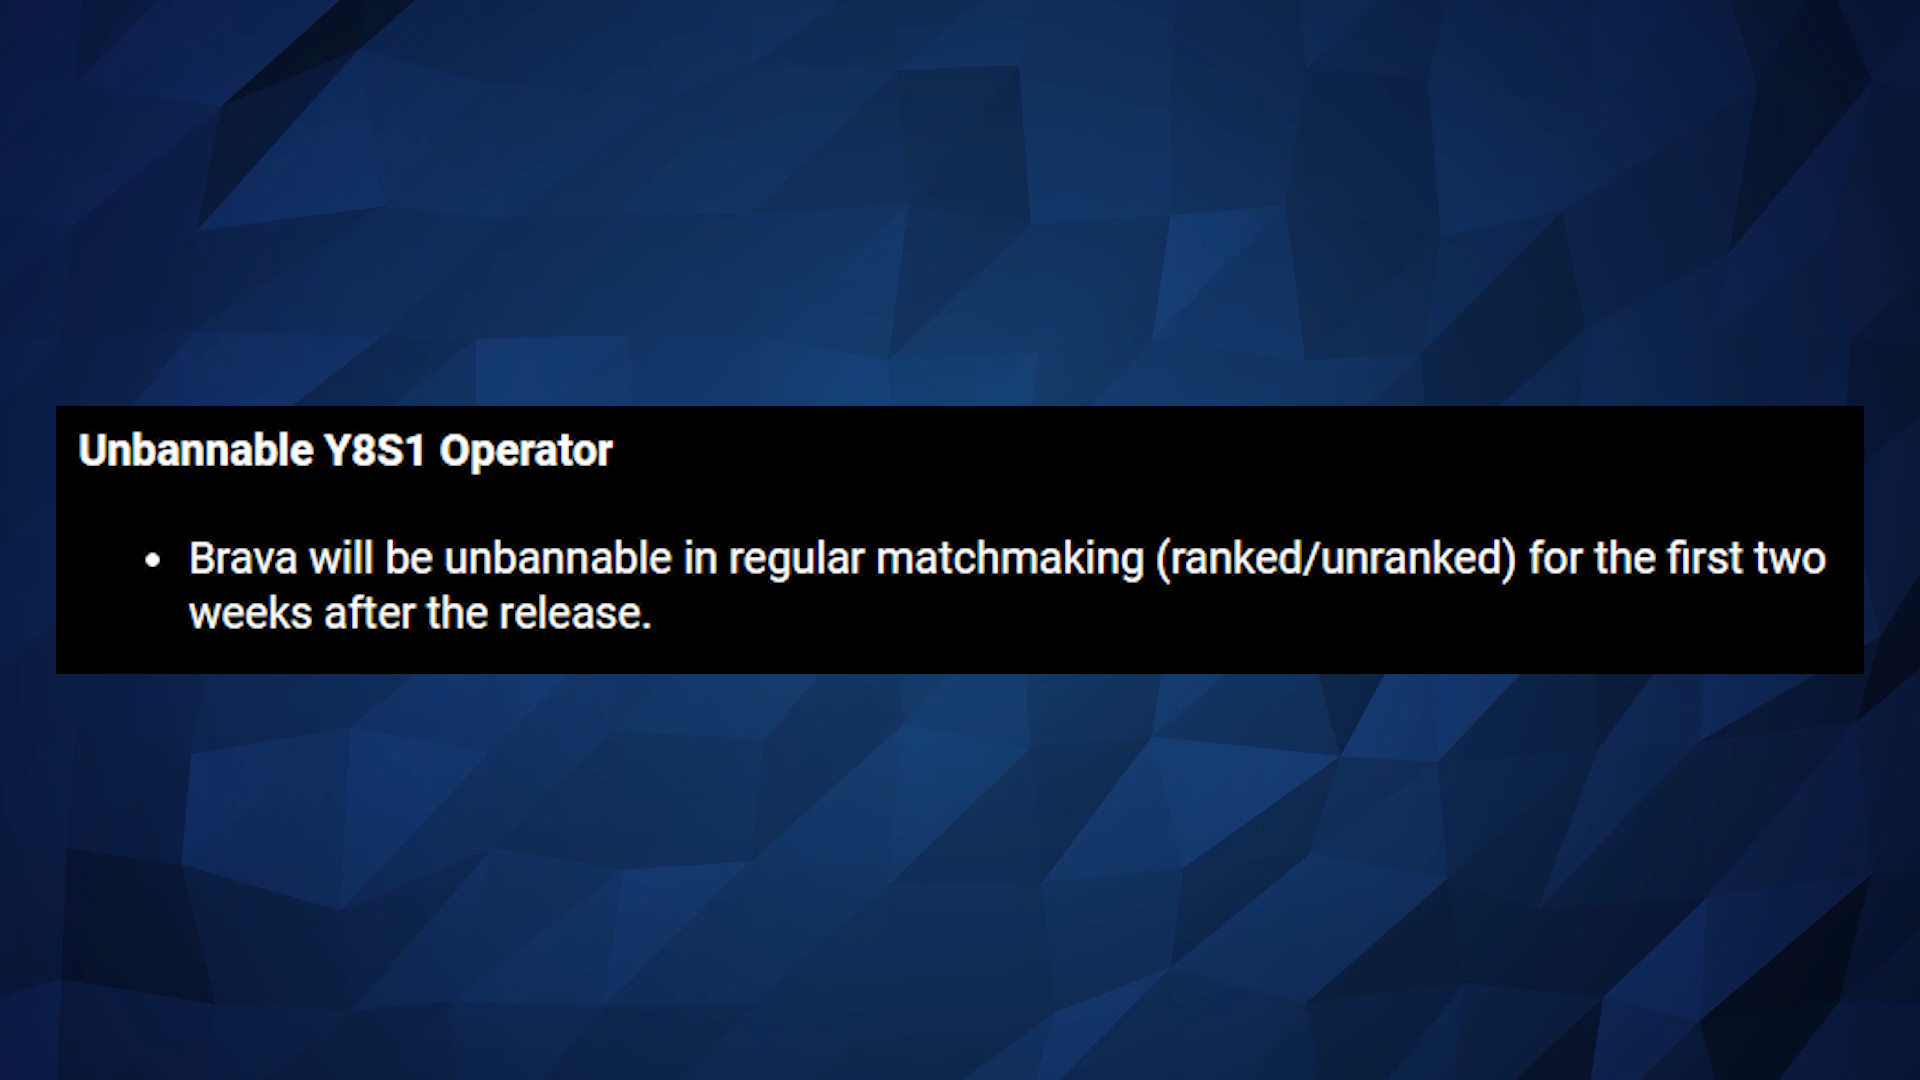 Unbannable Y8S1 Operator
• Brava will be unbannable in regular matchmaking (ranked/unranked) for the first two
weeks after the release.